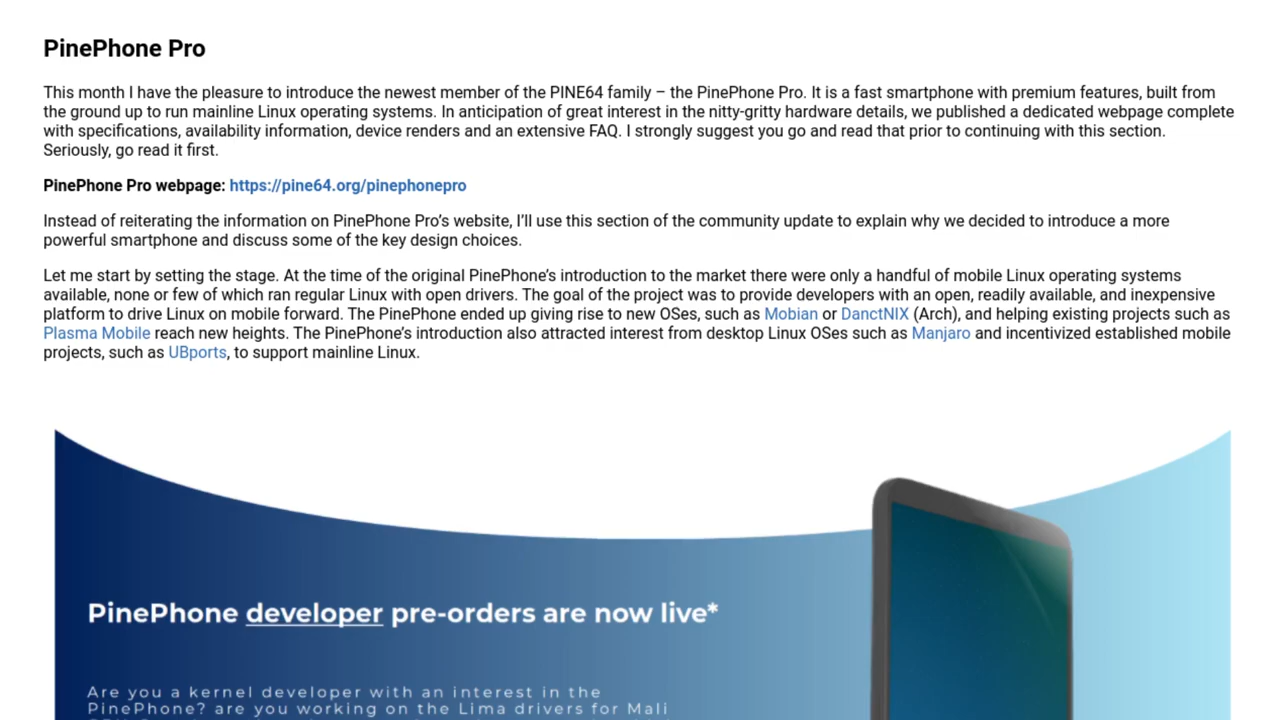 PinePhone Pro
This month I have the pleasure to introduce the newest member of the PINE64 family – the PinePhone Pro. It is a fast smartphone with premium features, built from
the ground up to run mainline Linux operating systems. In anticipation of great interest in the nitty-gritty hardware details, we published a dedicated webpage complete
with specifications, availability information, device renders and an extensive FAQ. I strongly suggest you go and read that prior to continuing with this section.
Seriously, go read it first.
PinePhone Pro webpage: https://pine64.org/pinephonepro
Instead of reiterating the information on PinePhone Pro’s website, I’ll use this section of the community update to explain why we decided to introduce a more
powerful smartphone and discuss some of the key design choices.
Let me start by setting the stage. At the time of the original PinePhone’s introduction to the market there were only a handful of mobile Linux operating systems
available, none or few of which ran regular Linux with open drivers. The goal of the project was to provide developers with an open, readily available, and inexpensive
platform to drive Linux on mobile forward. The PinePhone ended up giving rise to new OSes, such as Mobian or DanctNIX (Arch), and helping existing projects such as
Plasma Mobile reach new heights. The PinePhone’s introduction also attracted interest from desktop Linux OSes such as Manjaro and incentivized established mobile
projects, such as UBports, to support mainline Linux.
PinePhone developer pre-orders are now live*
Are you a kernel developer with an interest in the
PinePhone? are you working on the Lima drivers for Mali